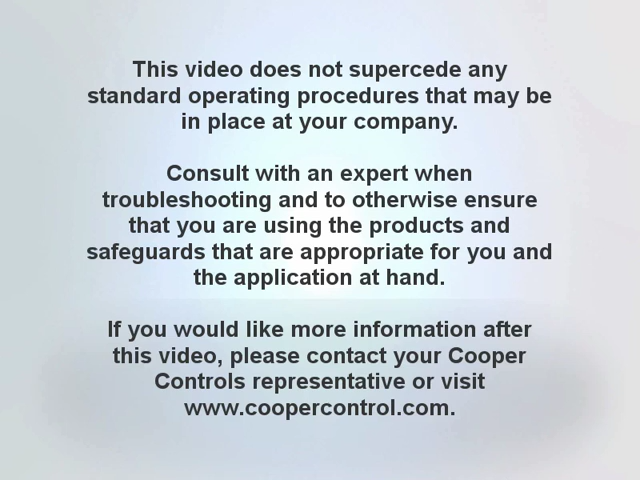 This video does not supercede any
standard operating procedures that may be
in place at your company.
Consult with an expert when
troubleshooting and to otherwise ensure
that you are using the products and
safeguards that are appropriate for you and
the application at hand.
If you would like more information after
this video, please contact your Cooper
Controls representative or visit
www.coopercontrol.com.